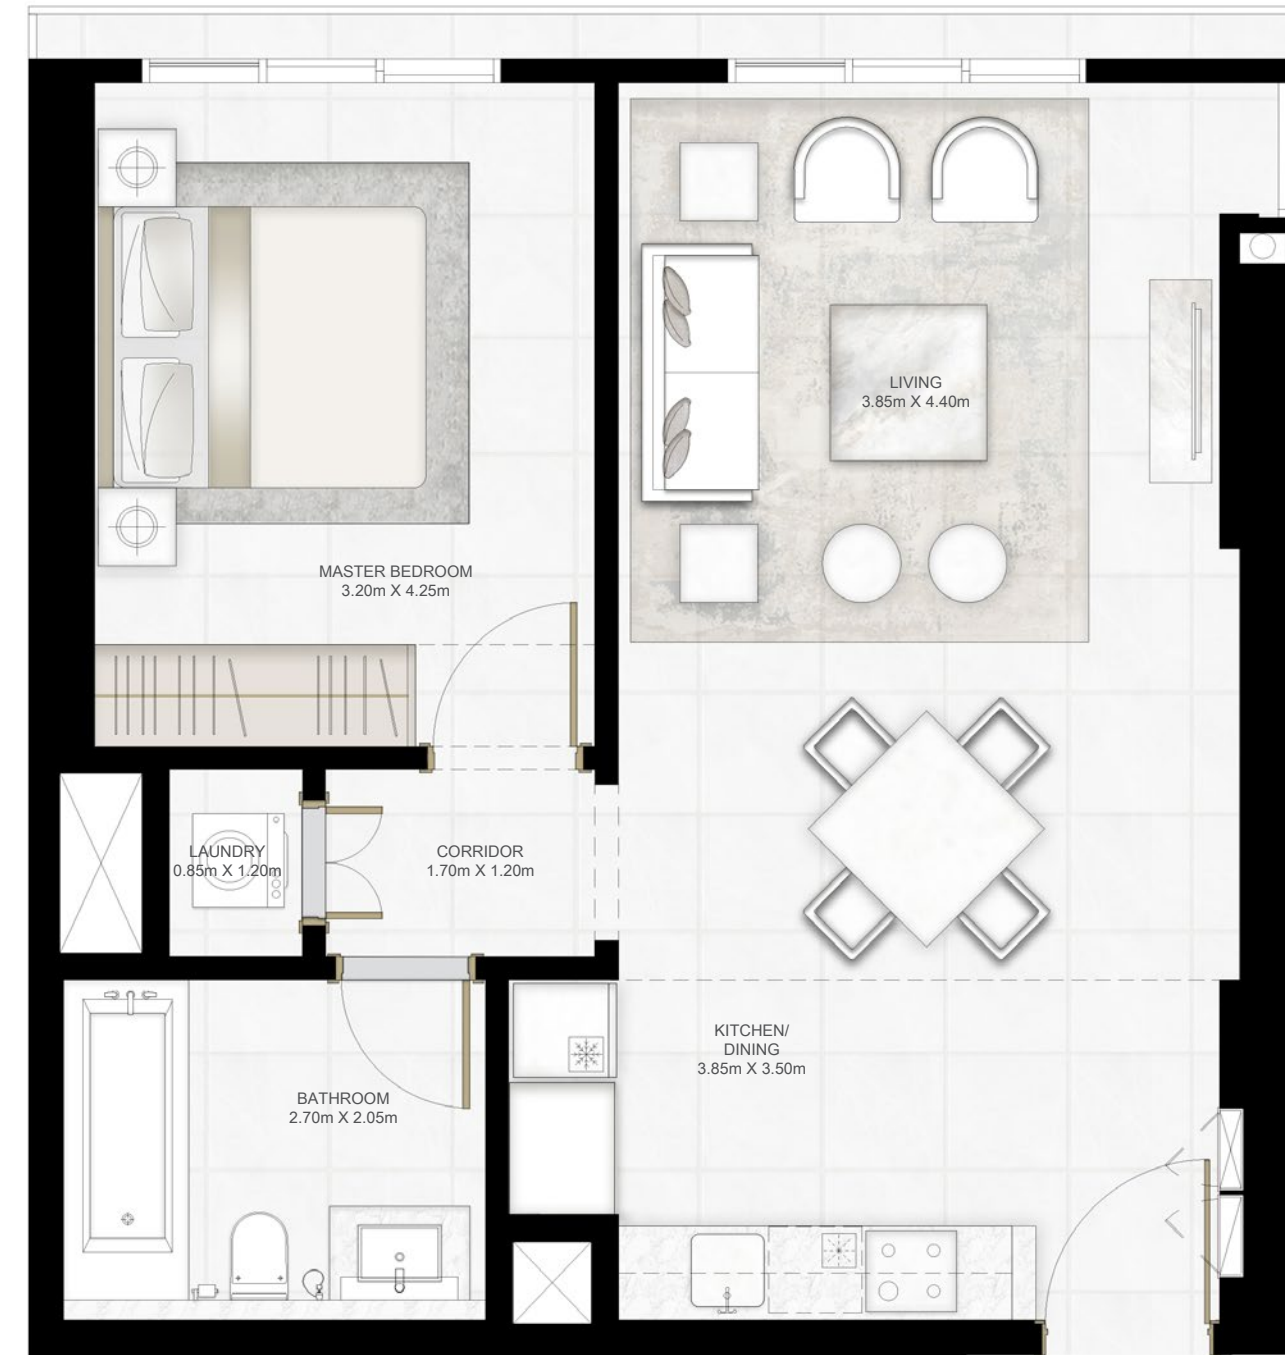 LIVING
3.85m X 4.40m
MASTER BEDROOM
3.20m X 4.25m
LAUNDRY
0.85m X 1.20m
CORRIDOR
1.70m X 1.20m
KITCHEN/
DINING
3.85m X 3.50m
BATHROOM
2.70m X 2.05m